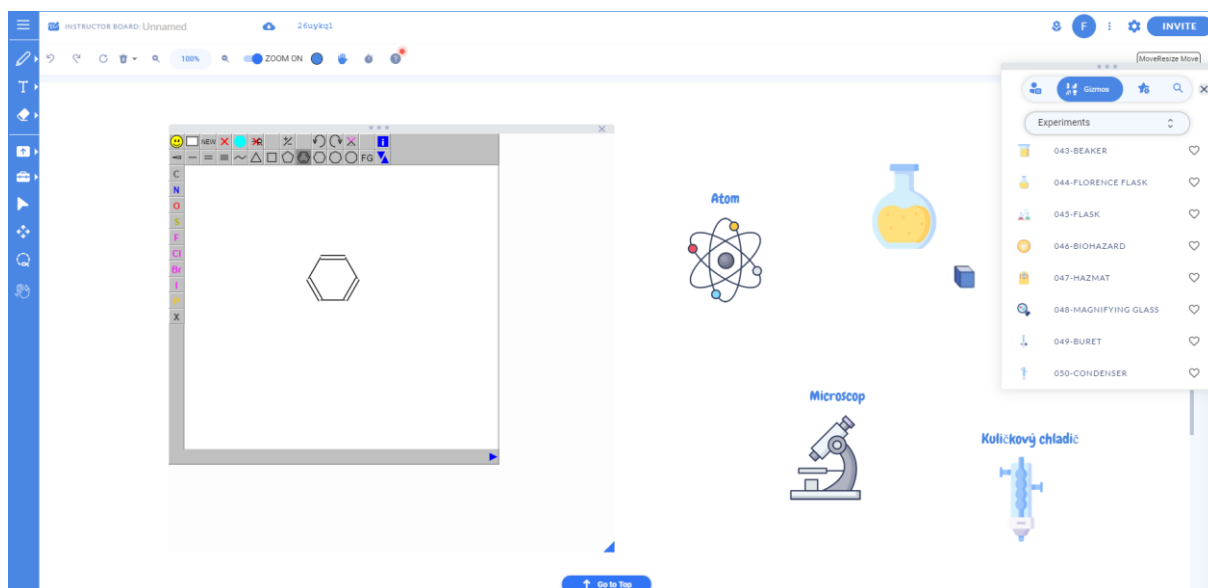 INSTRUCTOR BOARD: Unnamed
26uykq1
F
INVITE
T
100%
ZOOM ON
?
MoveResize Move
Gizmos
Experiments
043-BEAKER
044-FLORENCE FLASK
045-FLASK
046-BIOHAZARD
047-HAZMAT
048-MAGNIFYING GLASS
049-BURET
050-CONDENSER
NEW
i
FG
C
N
O
S
F
Cl
Br
I
P
X
Atom
Microscop
Kuličkový chladič
Go to Top